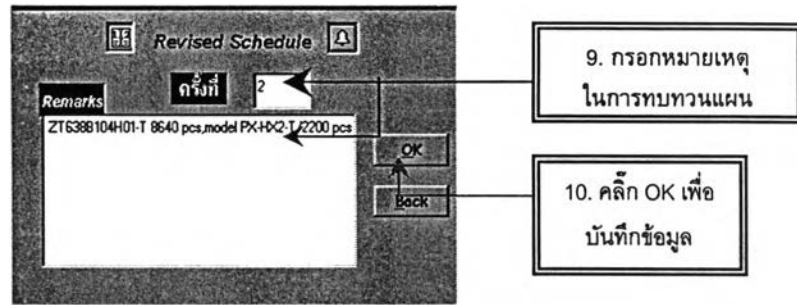 Revised Schedule
ครั้งที่ 2
Remarks
ZT638B104H01-T 8640 pcs,model PX-HX2-T/2200 pcs
OK
Back
9. กรอกหมายเหตุ
ในการทบทวนแผน
10. คลิ๊ก OK เพื่อ
บันทึกข้อมูล